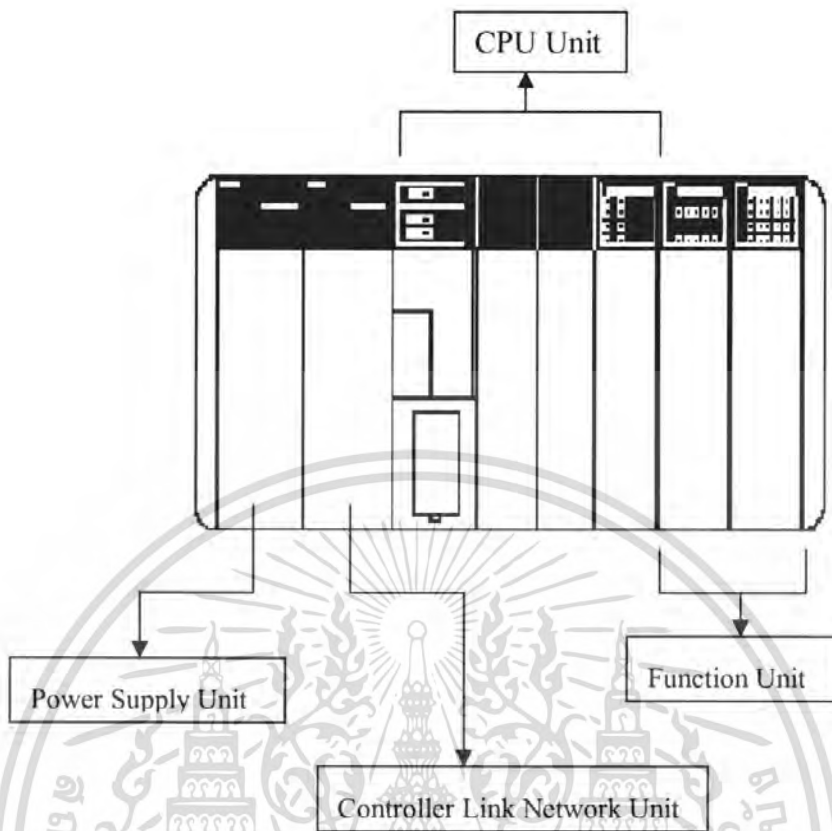 CPU Unit
Power Supply Unit
Function Unit
Controller Link Network Unit